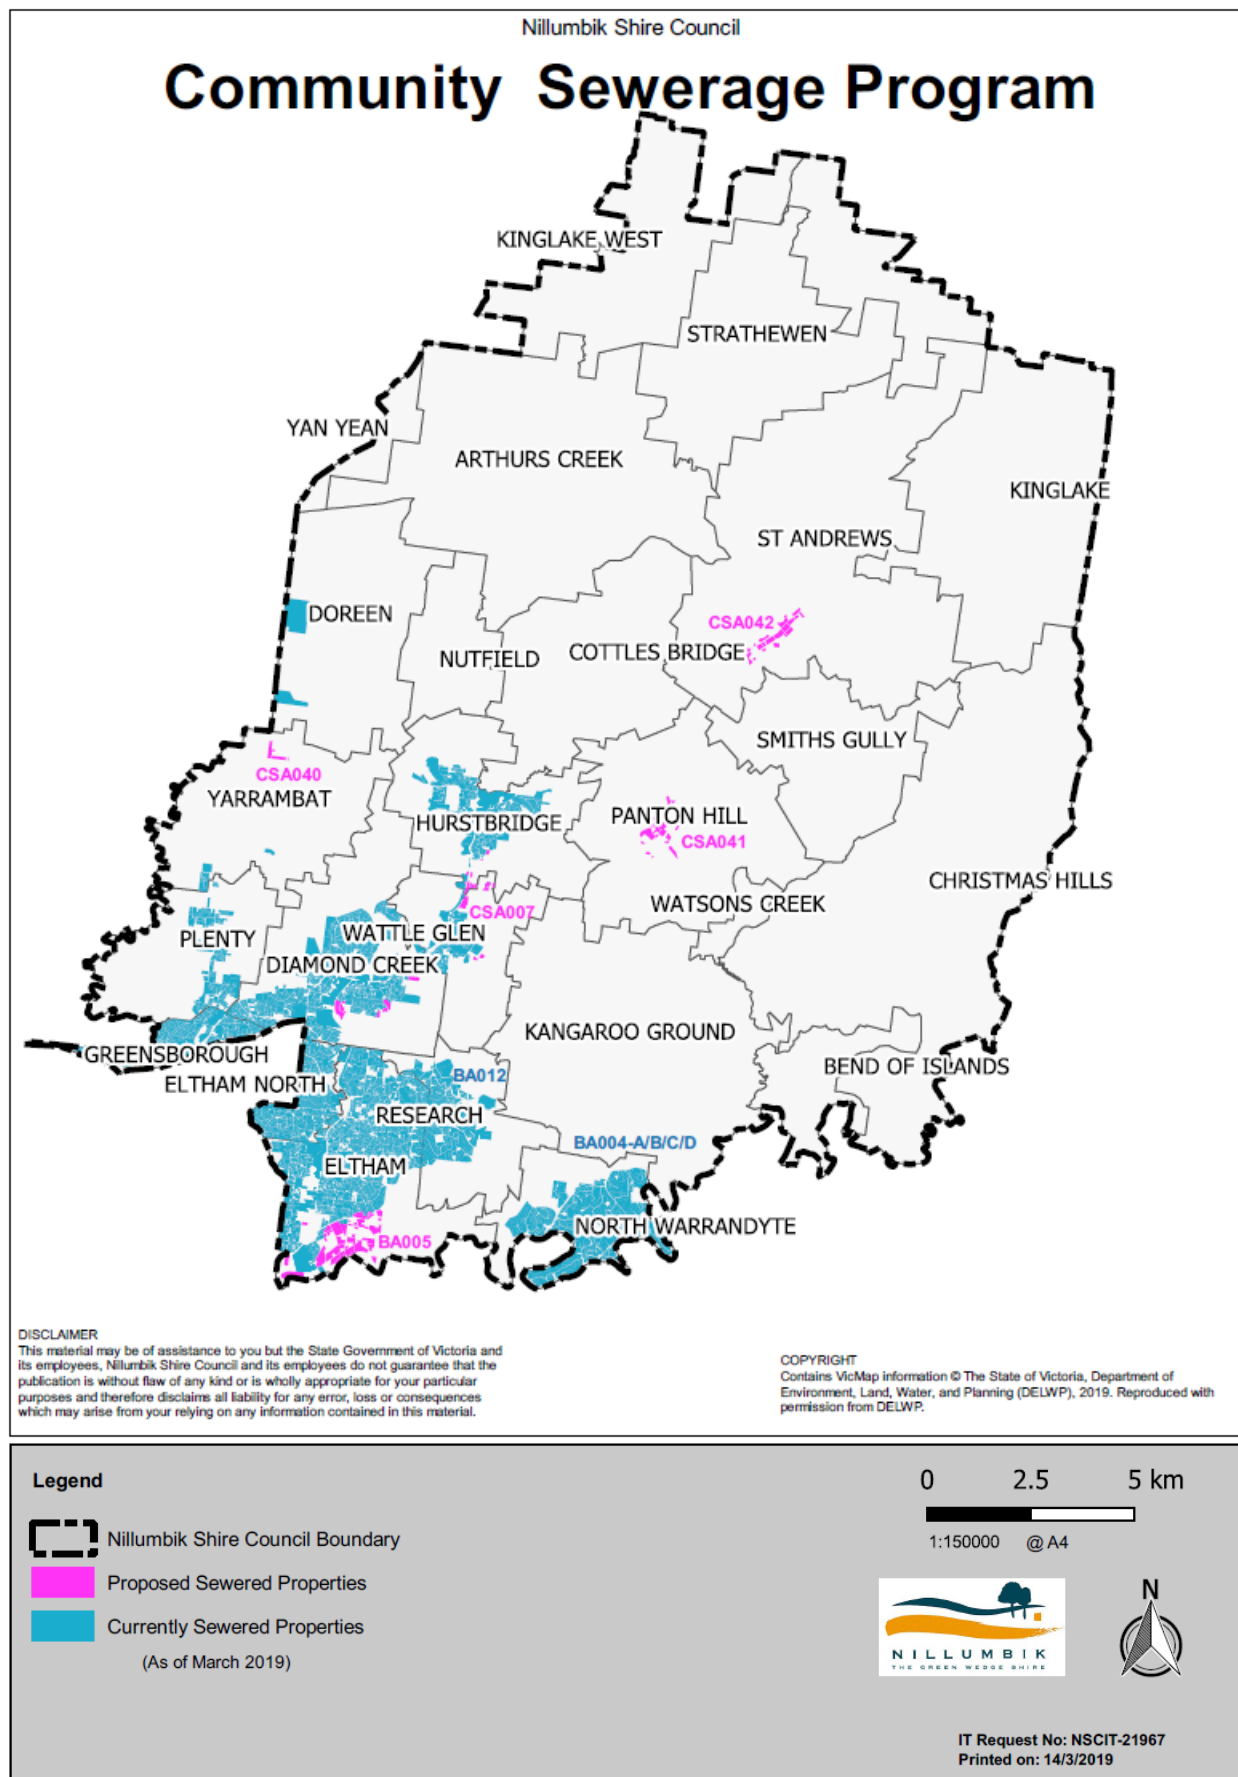 Nillumbik Shire Council
Community Sewerage Program
KINGLAKE WEST
STRATHEWEN
YAN YEAN
ARTHURS CREEK
KINGLAKE
ST ANDREWS
DOREEN
CSA042
NUTFIELD
COTTLES BRIDGE
SMITHS GULLY
CSA040
YARRAMBAT
HURSTBRIDGE
PANTON HILL
CSA041
CHRISTMAS HILLS
WATSONS CREEK
CSA007
WATTLE GLEN
PLENTY
DIAMOND CREEK
KANGAROO GROUND
GREENSBOROUGH
BEND OF ISLANDS
ELTHAM NORTH
BA012
RESEARCH
BA004-A/B/C/D
ELTHAM
NORTH WARRANDYTE
BA005
DISCLAIMER
This material may be of assistance to you but the State Government of Victoria and
its employees, Nillumbik Shire Council and its employees do not guarantee that the
publication is without flaw of any kind or is wholly appropriate for your particular
purposes and therefore disclaims all liability for any error, loss or consequences
which may arise from your relying on any information contained in this material.
COPYRIGHT
Contains VicMap information © The State of Victoria, Department of
Environment, Land, Water, and Planning (DELWP), 2019. Reproduced with
permission from DELWP.
Legend
Nillumbik Shire Council Boundary
Proposed Sewered Properties
Currently Sewered Properties
(As of March 2019)
0 2.5 5 km
1:150000 @ A4
NILLUMBIK
THE GREEN WEDGE SHIRE
N
IT Request No: NSCIT-21967
Printed on: 14/3/2019